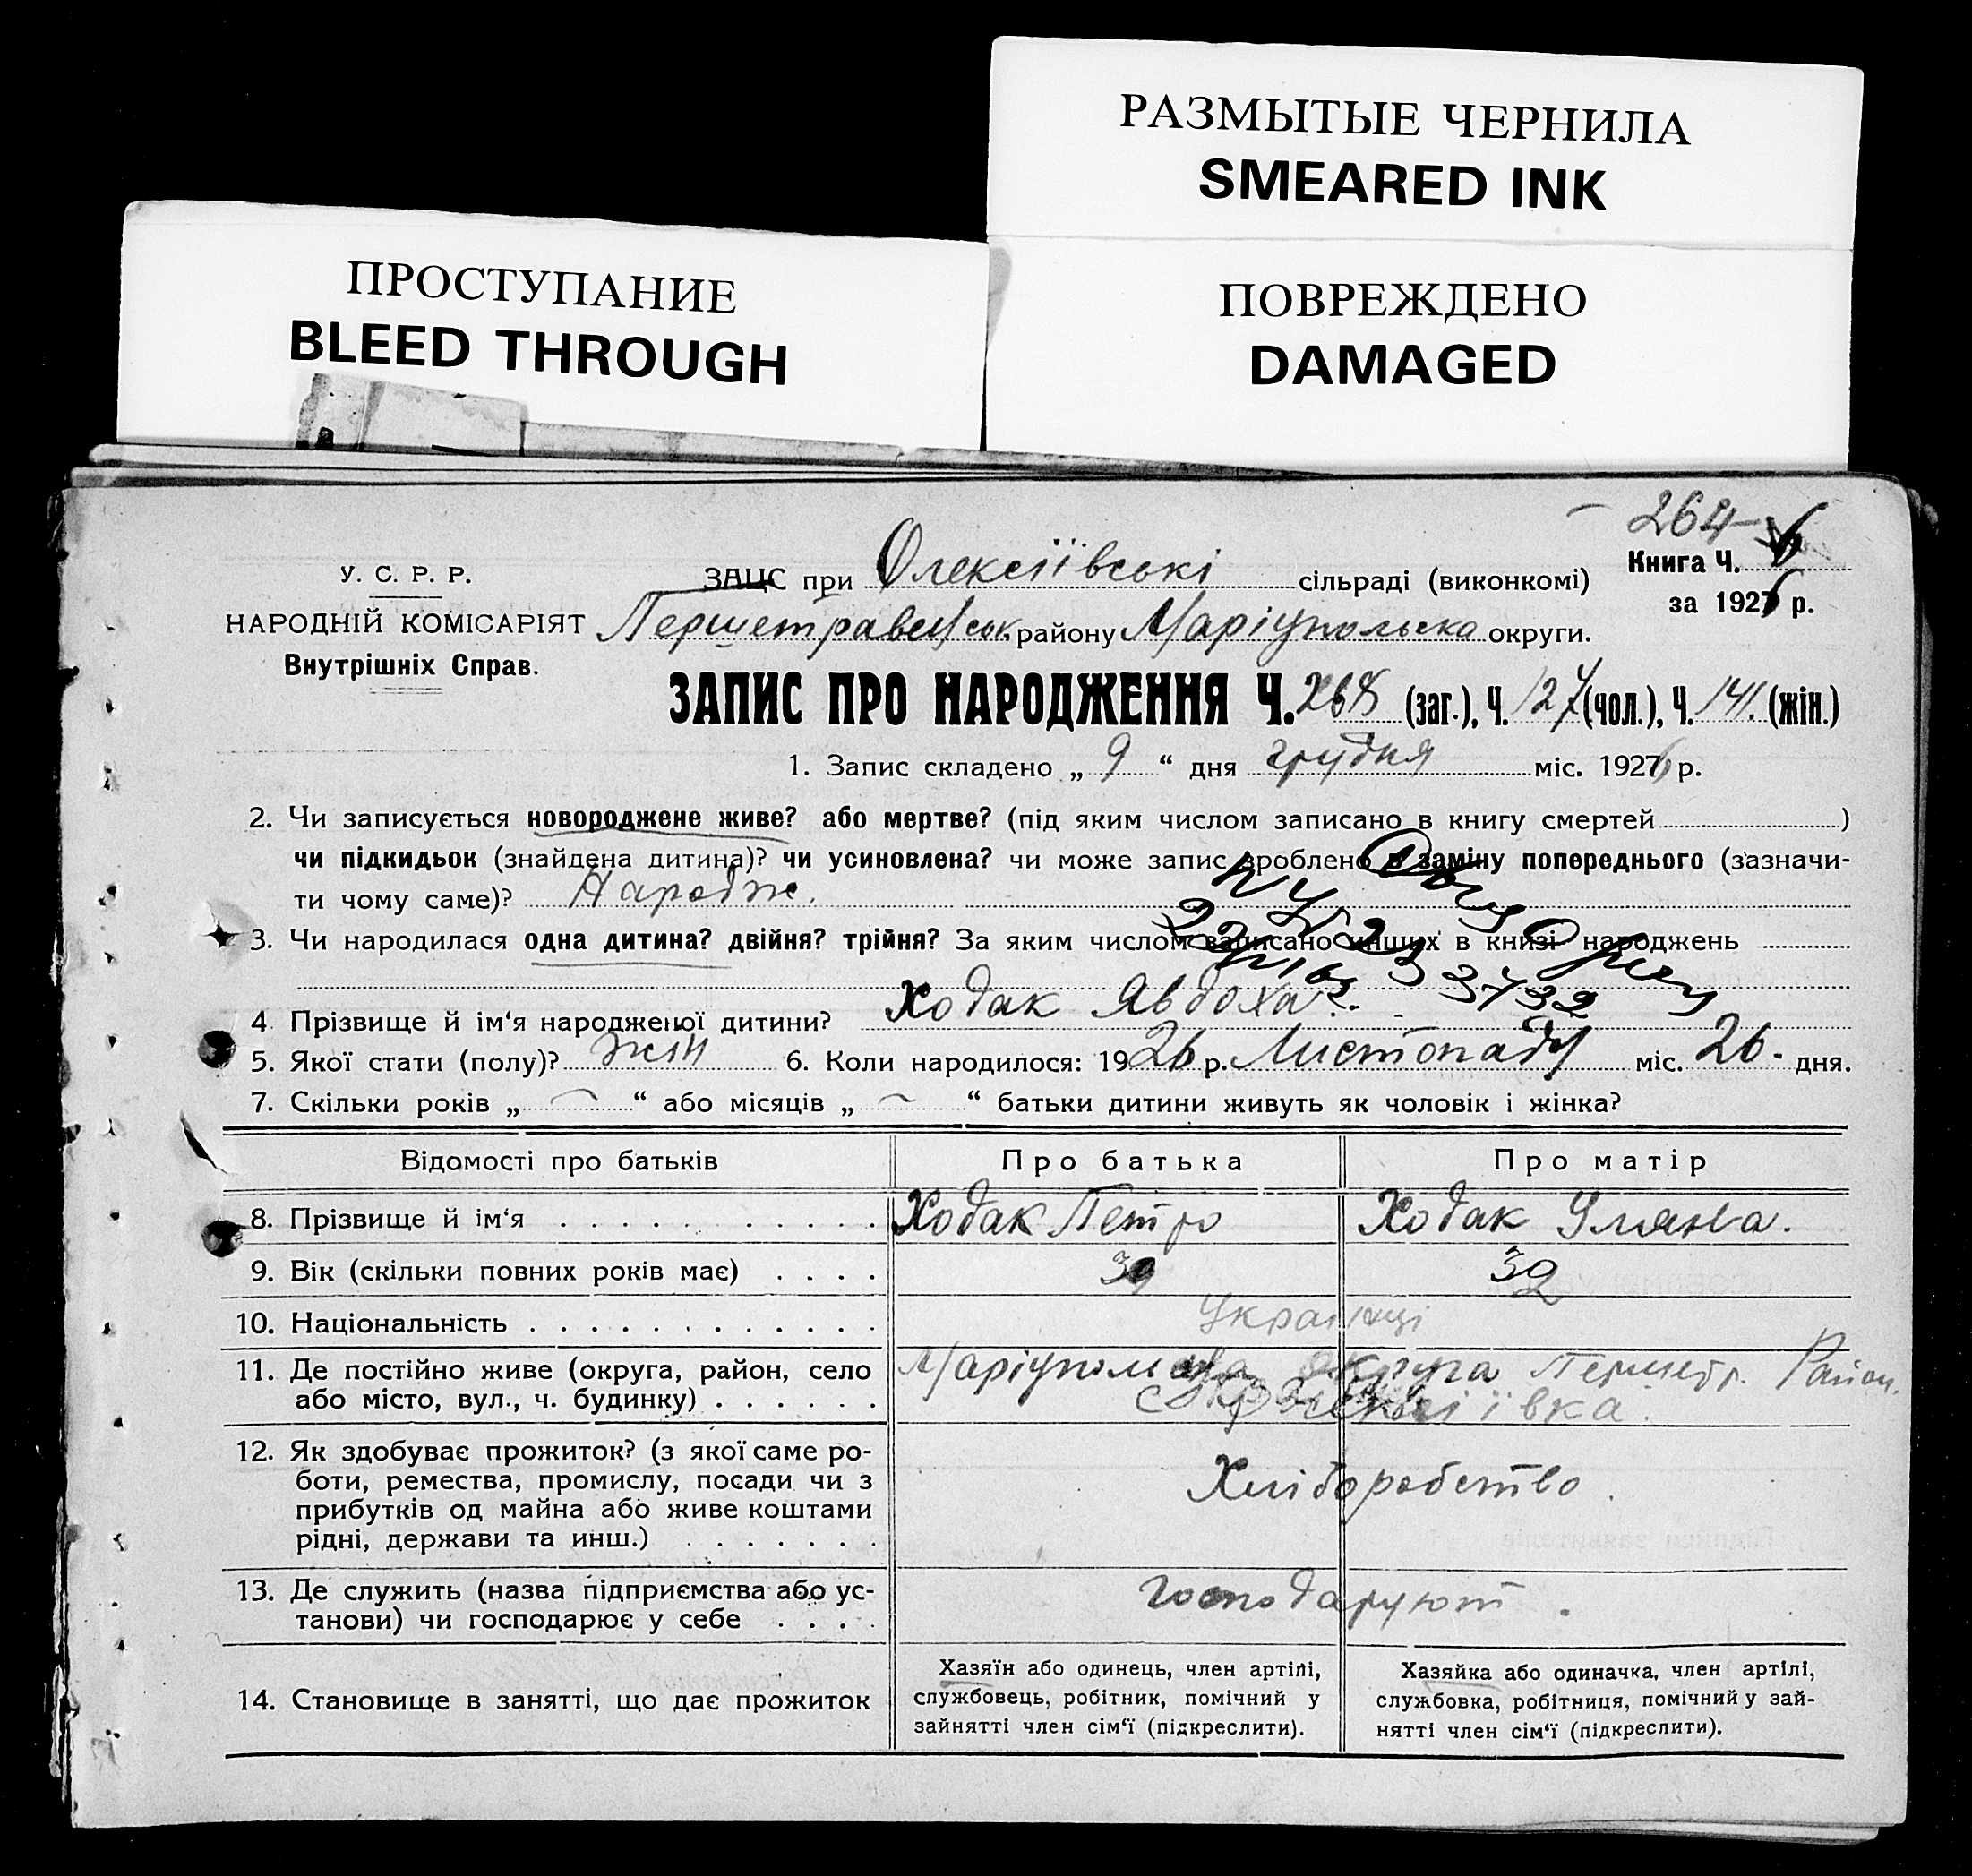 РАЗМЫТЫЕ ЧЕРНИЛА
SMEARED INK
ПРОСТУПАНИЕ
BLEED THROUGH
ПОВРЕЖДЕНО
DAMAGED
264
Книга Ч.
за 1926 р.
У. С. Р. Р.
НАРОДНІЙ КОМІСАРІЯТ
Внутрішніх Справ.
ЗАЦС при Олексіївські сільраді (виконкомі)
району Маріупольска округи.
ЗАПИС ПРО НАРОДЖЕННЯ Ч. 268 (заг.), Ч. 127 (чол.), Ч. 141. (жін.)
1. Запис складено „ 9 “ дня грудня міс. 1926 р.
2. Чи записується новороджене живе? або мертве? (під яким числом записано в книгу смертей )
чи підкидьок (знайдена дитина)? чи усиновлена? чи може запис зроблено в заміну попереднього (зазначи-
ти чому саме)? Народж.
3. Чи народилася одна дитина? двійня? трійня? За яким числом записано инших в книзі народжень
4. Прізвище й ім‘я народженої дитини? Ходак Явдоха
5. Якої стати (полу)? жін 6. Коли народилося: 1926 р. Листопаду міс. 26. дня.
7. Скільки років „ “ або місяців „ “ батьки дитини живуть як чоловік і жінка?
Відомості про батьків Про батька Про матір
8. Прізвище й ім‘я Ходак Петро Ходак Уляна.
9. Вік (скільки повних років має)
10. Національність Українці
11. Де постійно живе (округа, район, село Округа Першетр. Район.
або місто, вул., ч. будинку)
12. Як здобуває прожиток? (з якої саме ро-
боти, ремества, промислу, посади чи з
прибутків од майна або живе коштами
рідні, держави та инш.) Хліборобство.
13. Де служить (назва підприємства або ус-
танови) чи господарює у себе господаруют.
14. Становище в занятті, що дає прожиток
Хазяїн або одинець, член артілі,
службовець, робітник, помічний у
зайнятті член сім‘ї (підкреслити).
Хазяйка або одиначка, член артілі,
службовка, робітниця, помічний у зай-
нятті член сім‘ї (підкреслити).